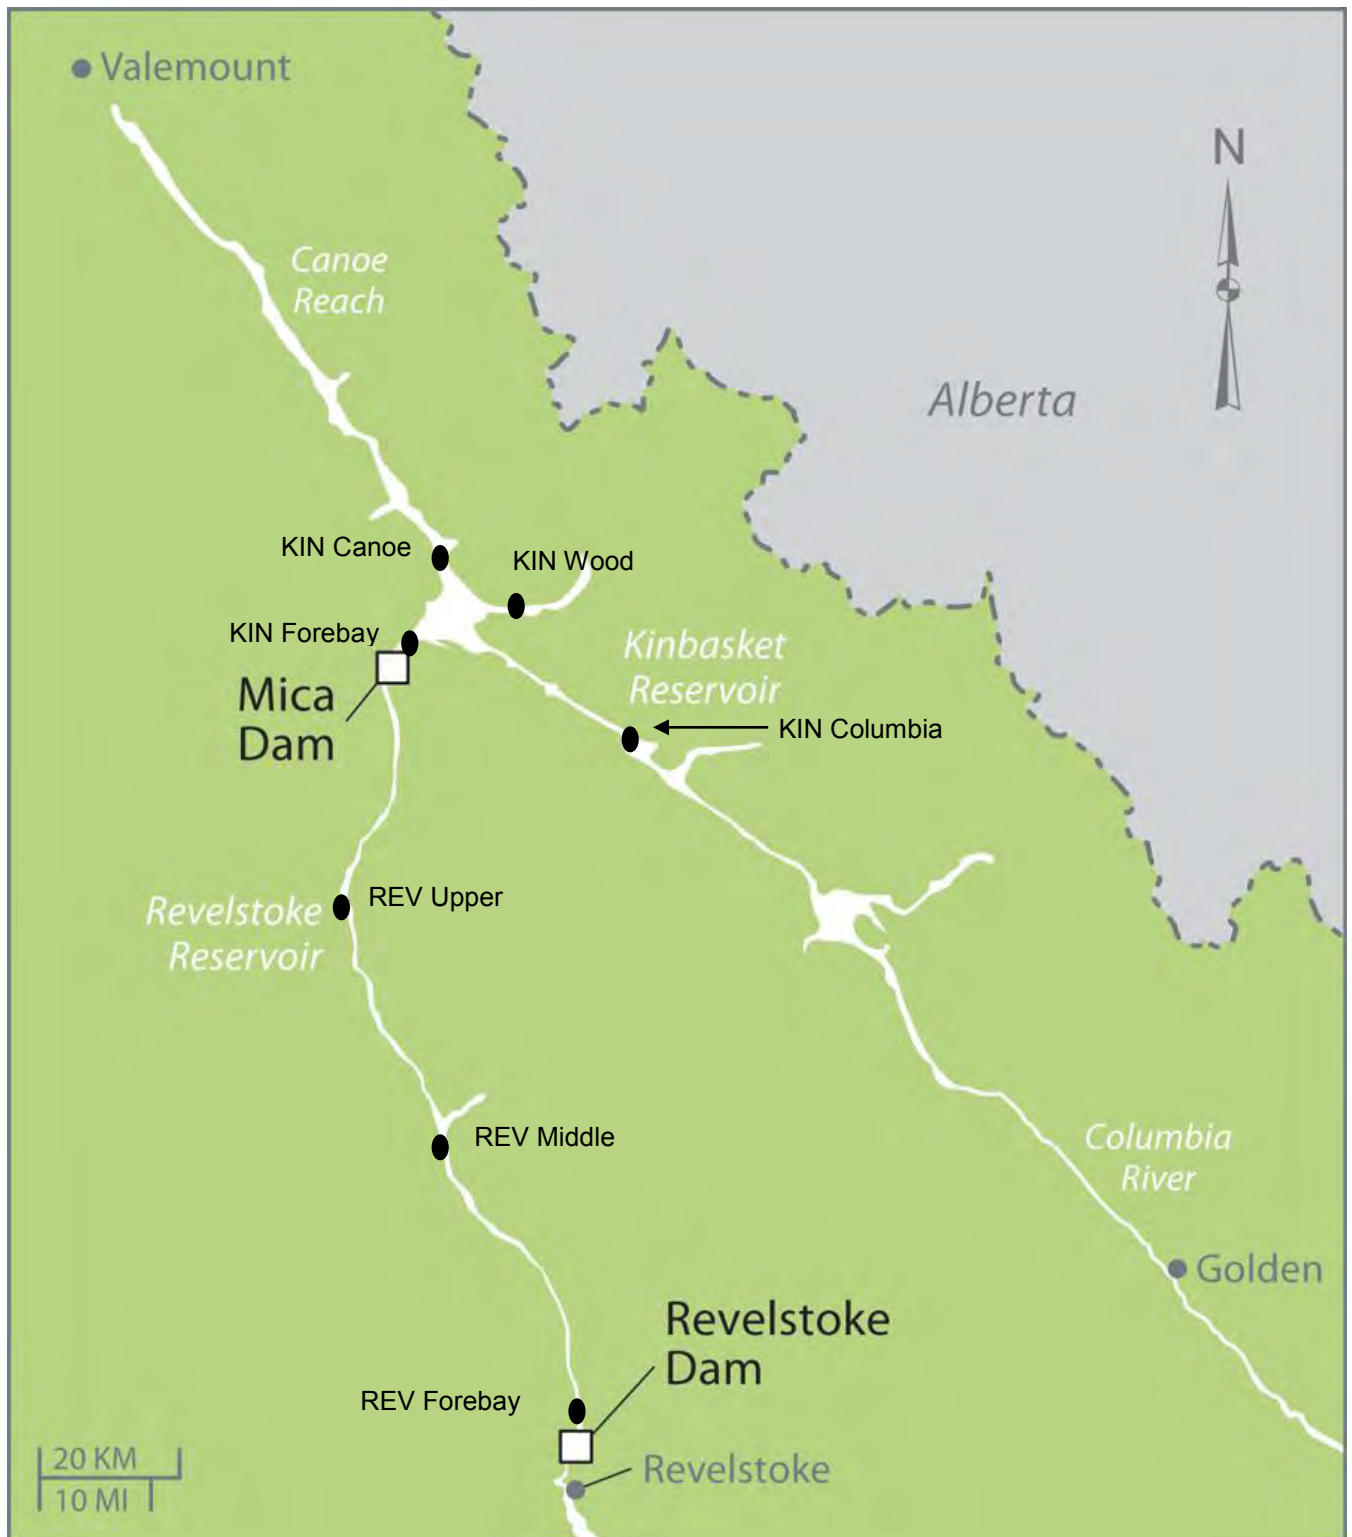 Valemount
N
Canoe
Reach
Alberta
KIN Canoe
KIN Wood
KIN Forebay
Kinbasket
Reservoir
Mica
Dam
KIN Columbia
REV Upper
Revelstoke
Reservoir
REV Middle
Columbia
River
Golden
Revelstoke
Dam
REV Forebay
20 KM
10 MI
Revelstoke